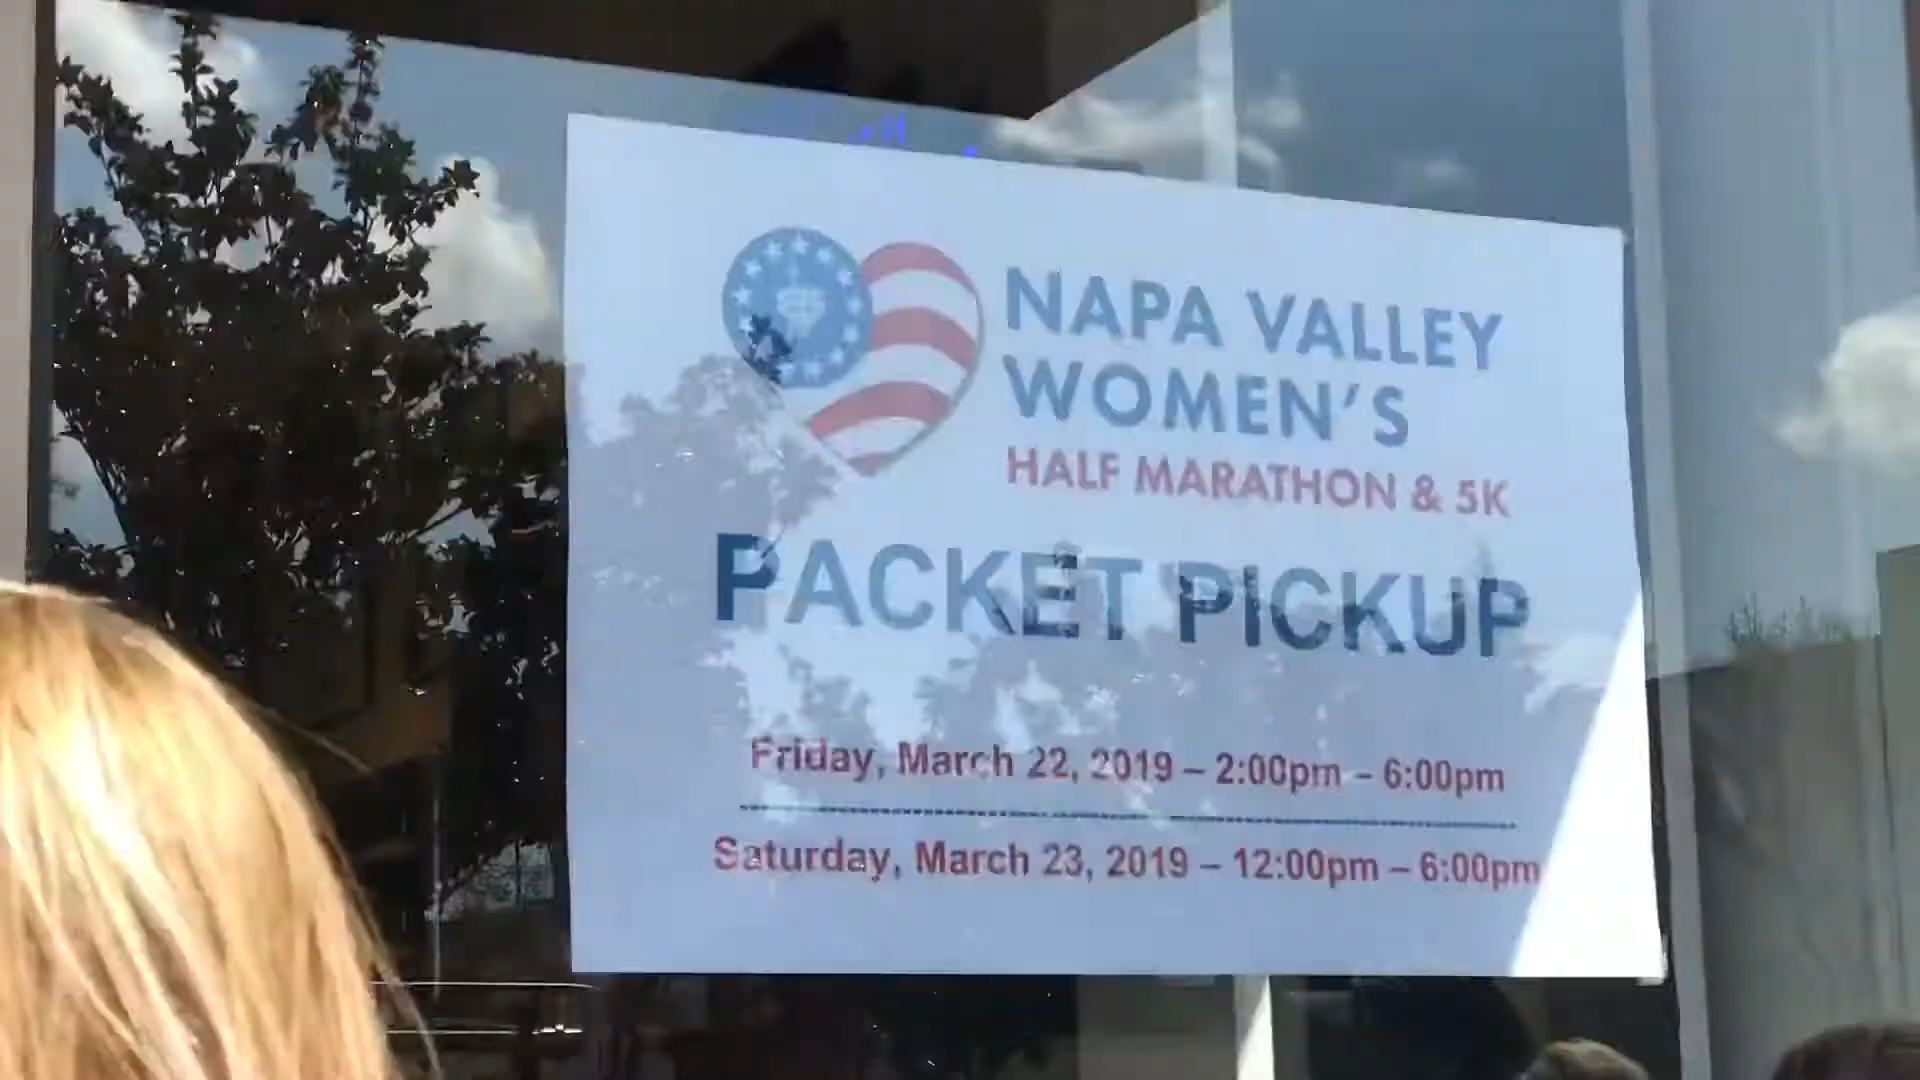 NAPA VALLEY
WOMEN'S
HALF MARATHON & 5K
PACKET PICKUP
Friday, March 22, 2019 – 2:00pm – 6:00pm
Saturday, March 23, 2019 – 12:00pm – 6:00pm